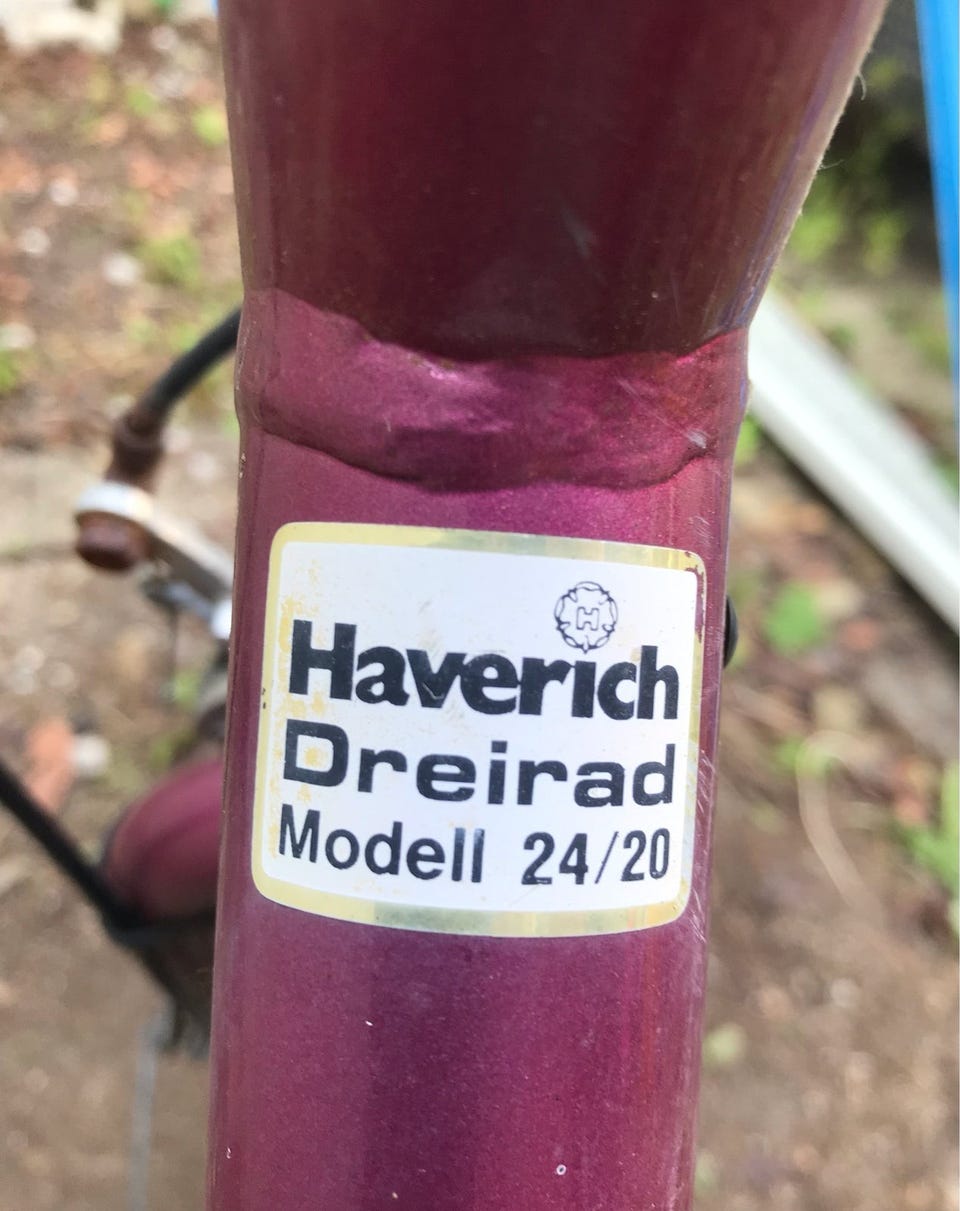 H
Haverich
Dreirad
Modell 24/20